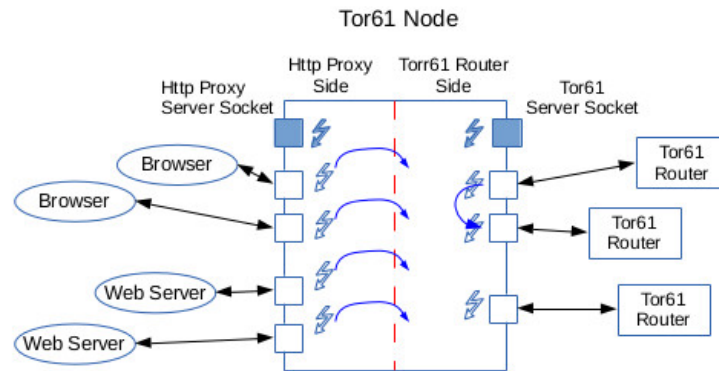 Tor61 Node
Http Proxy
Server Socket
Http Proxy
Side
Torr61 Router
Side
Tor61
Server Socket
Browser
Browser
Web Server
Web Server
Tor61
Router
Tor61
Router
Tor61
Router